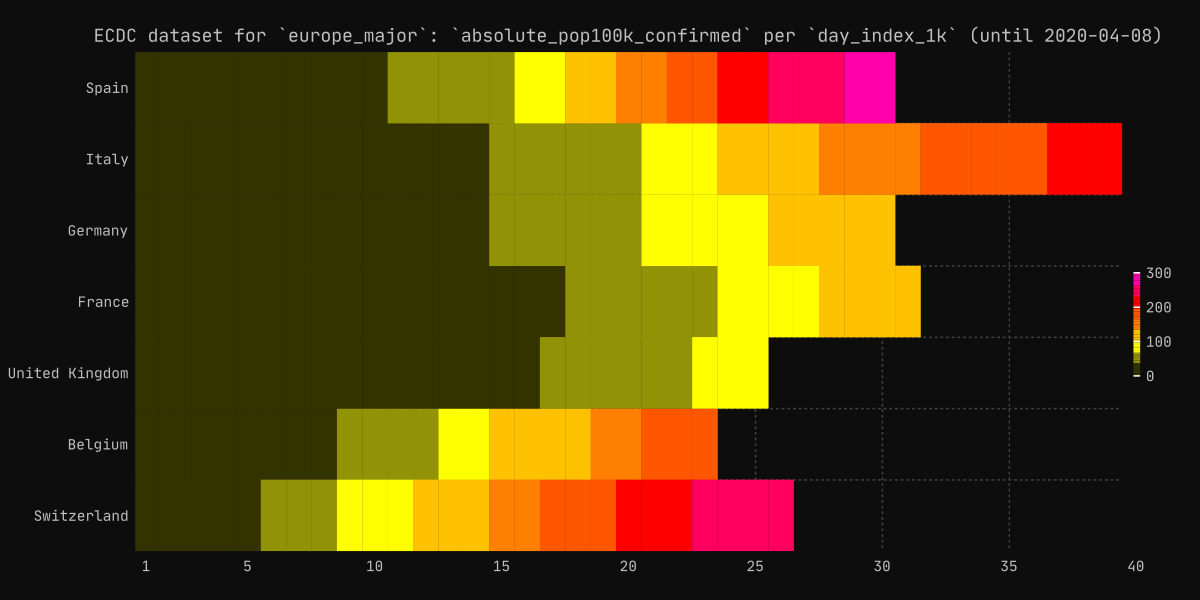 ECDC dataset for `europe_major`: `absolute_pop100k_confirmed` per `day_index_1k` (until 2020-04-08)
Spain
Italy
Germany
France
United Kingdom
Belgium
Switzerland
300
200
100
0
1 5 10 15 20 25 30 35 40